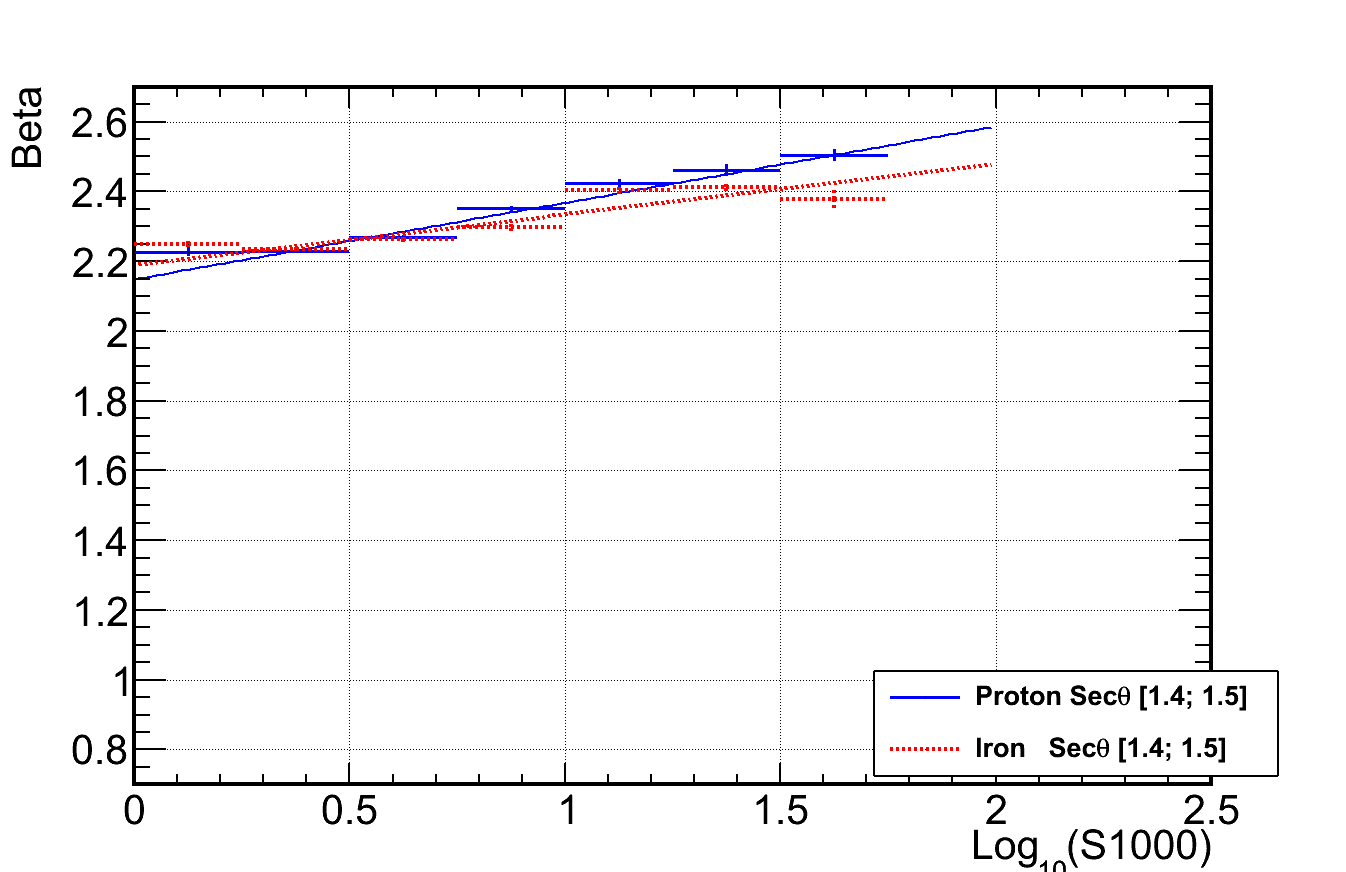 Beta
2.6
2.4
2.2
2
1.8
1.6
1.4
1.2
1
0.8
Proton Secθ [1.4; 1.5]
Iron Secθ [1.4; 1.5]
0 0.5 1 1.5 2 2.5
Log10(S1000)